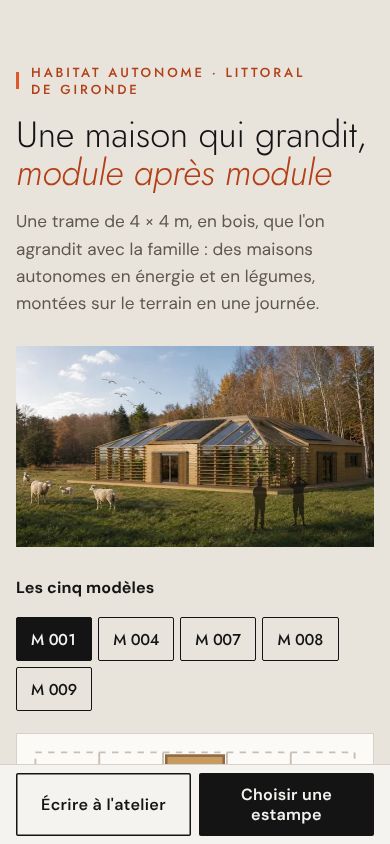 HABITAT AUTONOME · LITTORAL
DE GIRONDE
Une maison qui grandit,
module après module
Une trame de 4 × 4 m, en bois, que l'on
agrandit avec la famille : des maisons
autonomes en énergie et en légumes,
montées sur le terrain en une journée.
Les cinq modèles
M 001
M 004
M 007
M 008
M 009
Écrire à l'atelier
Choisir une
estampe